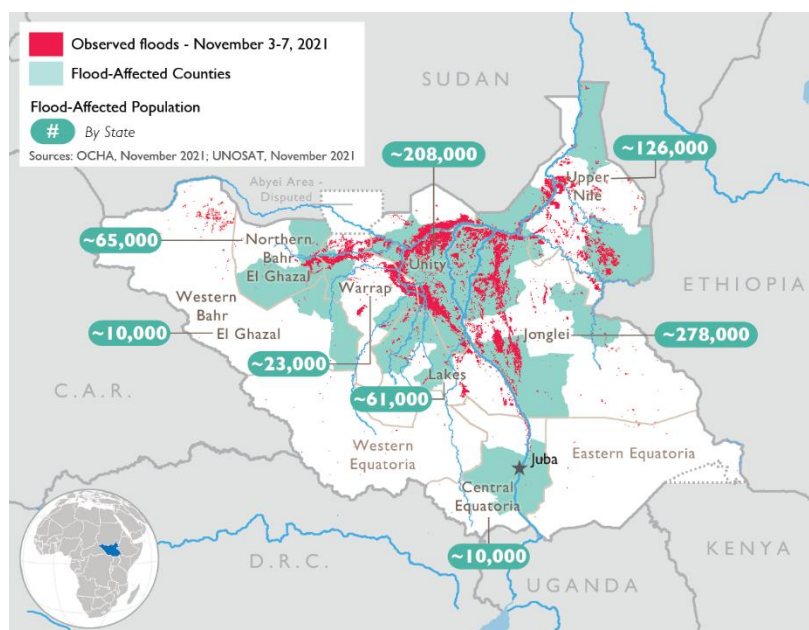 Observed floods - November 3-7, 2021
Flood-Affected Counties
Flood-Affected Population
# By State
Sources: OCHA, November 2021; UNOSAT, November 2021
SUDAN
~208,000
~126,000
Upper
Nile
Abyei Area -
Disputed
~65,000
Northern
Bahr
El Ghazal
Unity
ETHIOPIA
Warrap
Western
Bahr
El Ghazal
~10,000
Jonglei
~278,000
~23,000
Lakes
~61,000
C.A.R.
Western
Equatoria
Eastern Equatoria
Juba
Central
Equatoria
~10,000
D.R.C.
KENYA
UGANDA